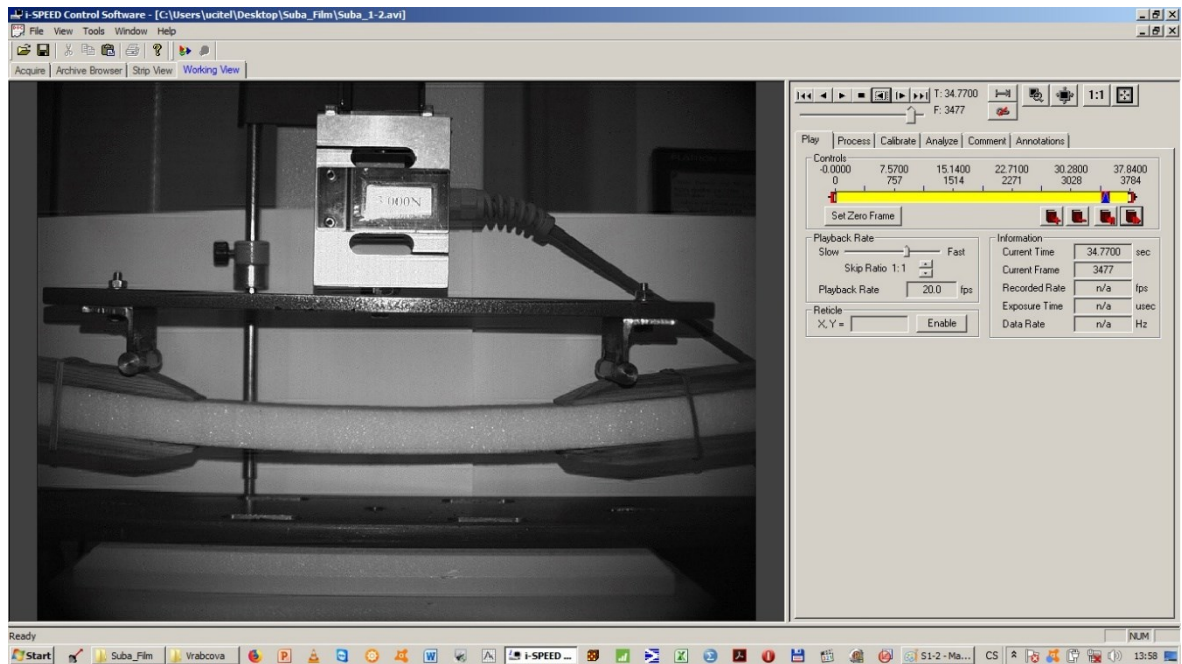 i-SPEED Control Software - [C:\Users\ucitel\Desktop\Suba_Film\Suba_1-2.avi]
File View Tools Window Help
Acquire Archive Browser Strip View Working View
T: 34.7700
F: 3477
1:1
Play Process Calibrate Analyze Comment Annotations
Controls
-0.0000 7.5700 15.1400 22.7100 30.2800 37.8400
0 757 1514 2271 3028 3784
Set Zero Frame
Playback Rate
Slow Fast
Skip Ratio 1:1
Playback Rate 20.0 fps
Reticle
X, Y = Enable
Information
Current Time 34.7700 sec
Current Frame 3477
Recorded Rate n/a fps
Exposure Time n/a usec
Data Rate n/a Hz
000N
Ready
NUM
Start Suba_Film Vrabcova i-SPEED ... S1-2 - Ma... CS 13:58